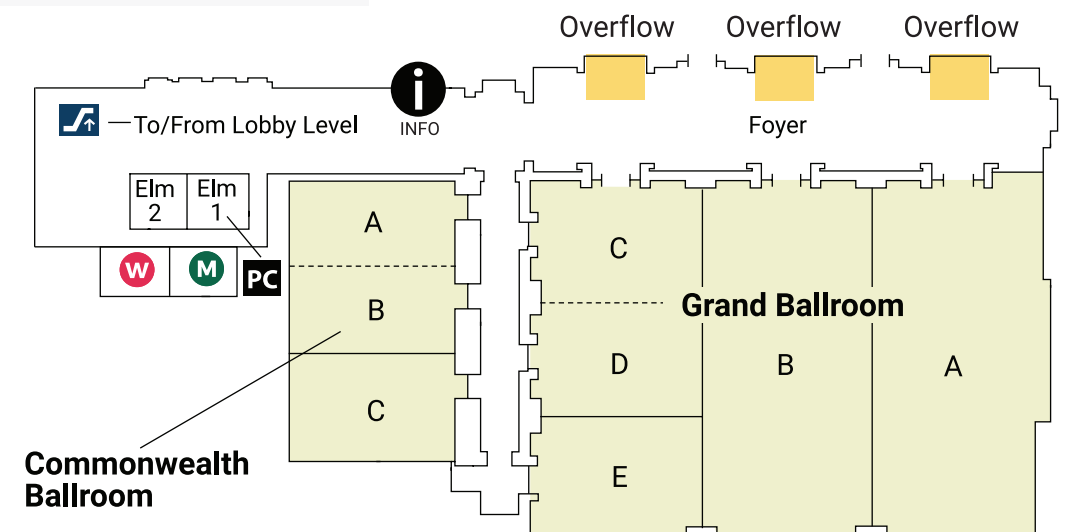 Overflow
Overflow
Overflow
i
INFO
To/From Lobby Level
Foyer
Elm
2
Elm
1
W
M
PC
A
B
C
Commonwealth
Ballroom
C
D
E
Grand Ballroom
B
A